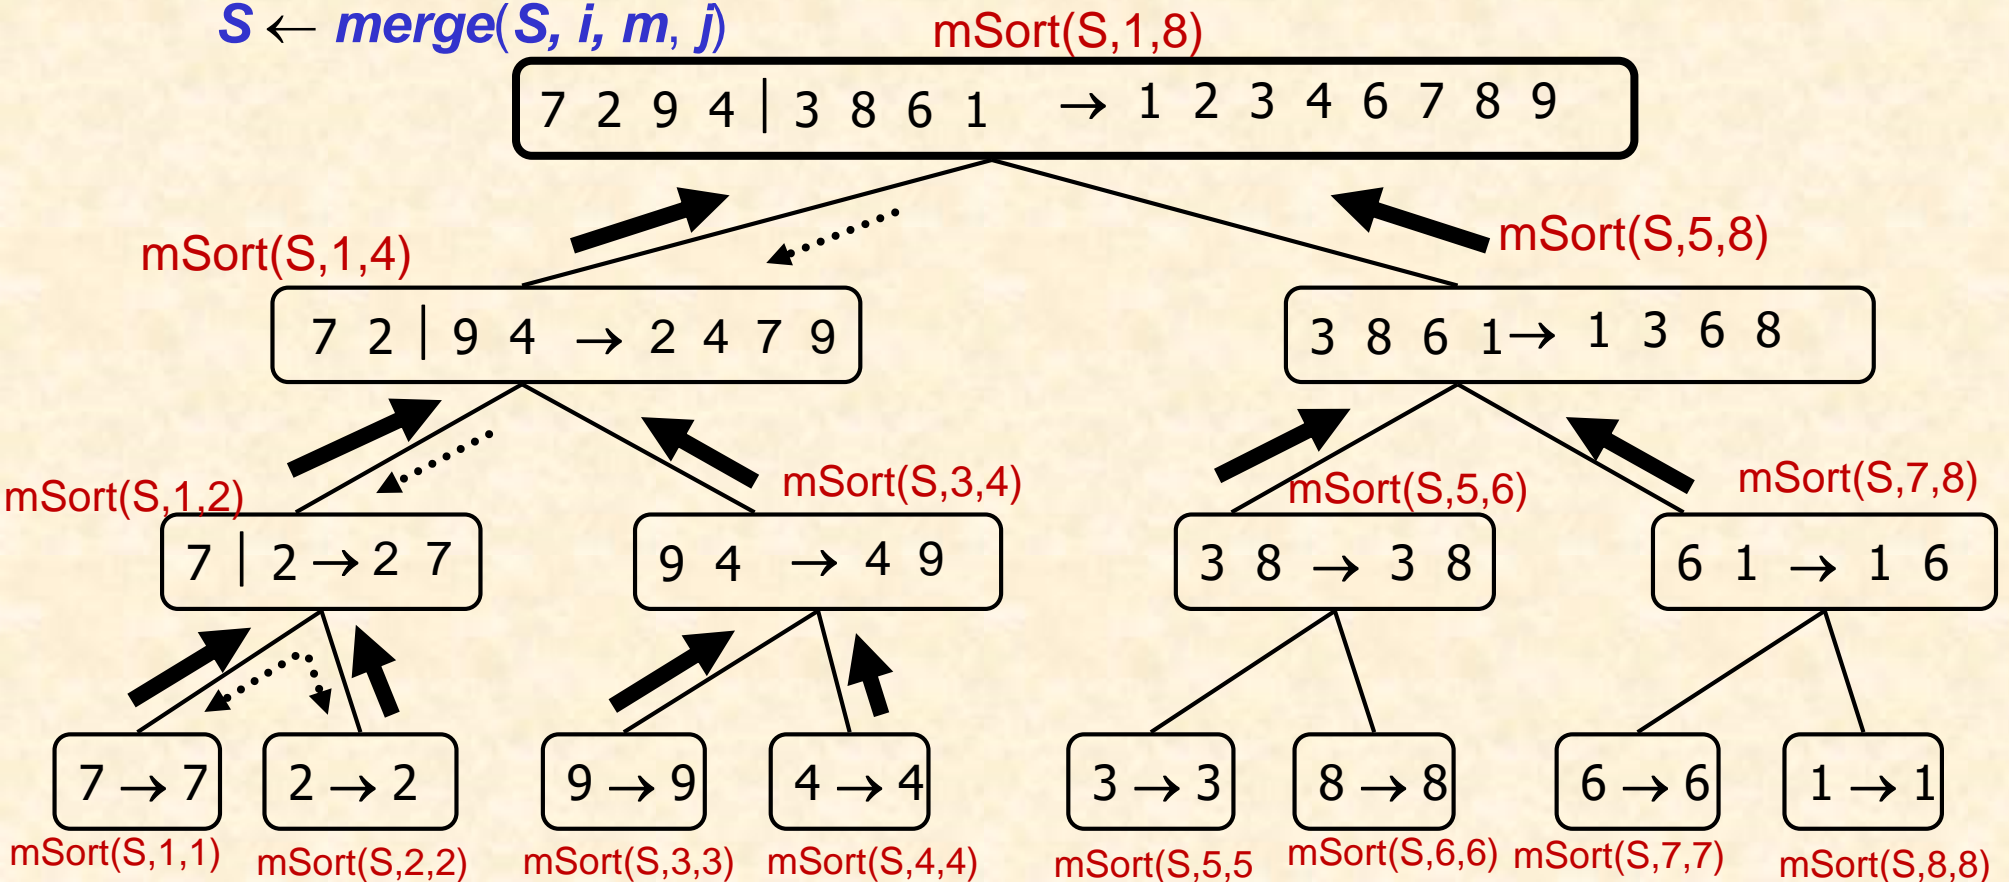 S ← merge(S, i, m, j)
mSort(S,1,8)
7 2 9 4 | 3 8 6 1 → 1 2 3 4 6 7 8 9
mSort(S,1,4)
mSort(S,5,8)
7 2 | 9 4 → 2 4 7 9
3 8 6 1 → 1 3 6 8
mSort(S,1,2)
mSort(S,3,4)
mSort(S,5,6)
mSort(S,7,8)
7 | 2 → 2 7
9 4 → 4 9
3 8 → 3 8
6 1 → 1 6
7 → 7
2 → 2
9 → 9
4 → 4
3 → 3
8 → 8
6 → 6
1 → 1
mSort(S,1,1)
mSort(S,2,2)
mSort(S,3,3)
mSort(S,4,4)
mSort(S,5,5
mSort(S,6,6)
mSort(S,7,7)
mSort(S,8,8)